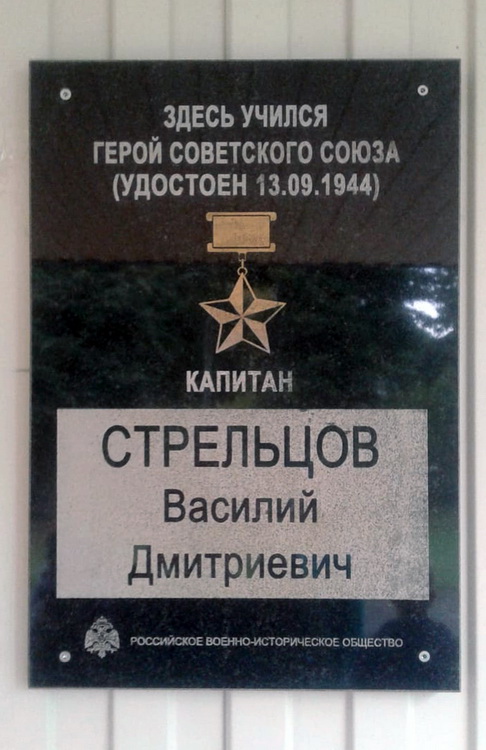 ЗДЕСЬ УЧИЛСЯ
ГЕРОЙ СОВЕТСКОГО СОЮЗА
(УДОСТОЕН 13.09.1944)
КАПИТАН
СТРЕЛЬЦОВ
Василий
Дмитриевич
РОССИЙСКОЕ ВОЕННО-ИСТОРИЧЕСКОЕ ОБЩЕСТВО